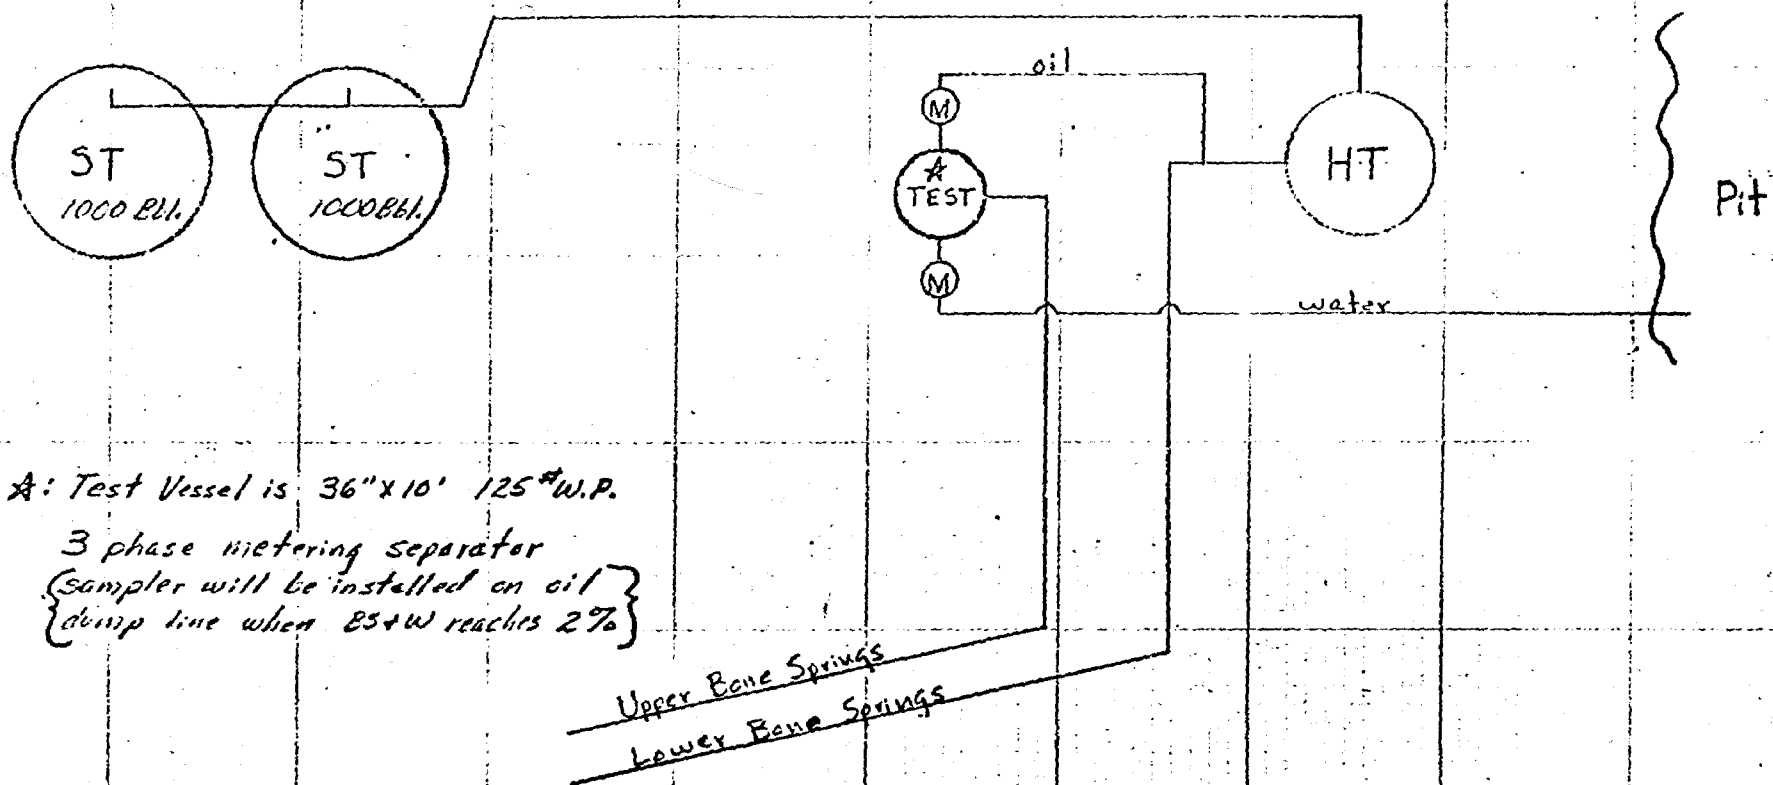 oil
M
ST
1000 Bbl.
ST
1000 Bbl.
☆
TEST
HT
Pit
M
water
☆: Test Vessel is 36"X10' 125# W.P.
3 phase metering separator
{sampler will be installed on oil}
{dump line when BS+W reaches 2%}
Upper Bone Springs
Lower Bone Springs